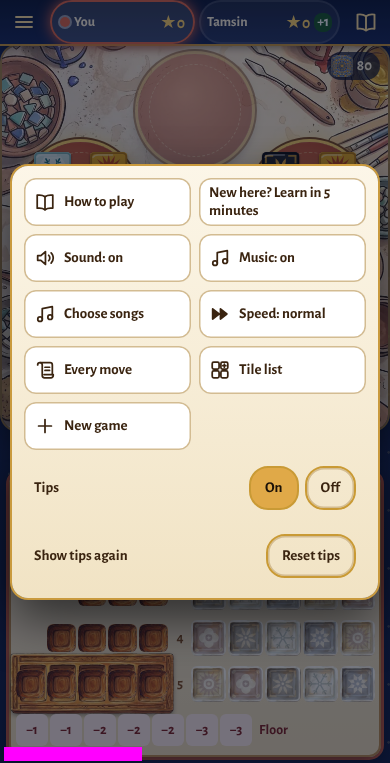 You ★0 Tamsin ★0 +1
80
How to play
New here? Learn in 5
minutes
Sound: on
Music: on
Choose songs
Speed: normal
Every move
Tile list
New game
Tips On Off
Show tips again Reset tips
4
5
−1 −1 −2 −2 −2 −3 −3 Floor